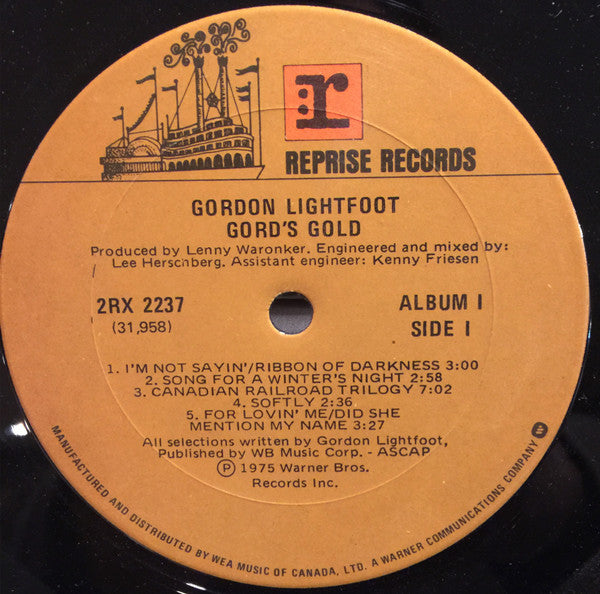 :r
REPRISE RECORDS
GORDON LIGHTFOOT
GORD'S GOLD
Produced by Lenny Waronker. Engineered and mixed by:
Lee Herschberg. Assistant engineer: Kenny Friesen
2RX 2237
(31,958)
ALBUM I
SIDE I
1. I'M NOT SAYIN'/RIBBON OF DARKNESS 3:00
2. SONG FOR A WINTER'S NIGHT 2:58
3. CANADIAN RAILROAD TRILOGY 7:02
4. SOFTLY 2:36
5. FOR LOVIN' ME/DID SHE
MENTION MY NAME 3:27
All selections written by Gordon Lightfoot,
Published by WB Music Corp. - ASCAP
Ⓟ 1975 Warner Bros.
Records Inc.
MANUFACTURED AND DISTRIBUTED BY WEA MUSIC OF CANADA, LTD. A WARNER COMMUNICATIONS COMPANY